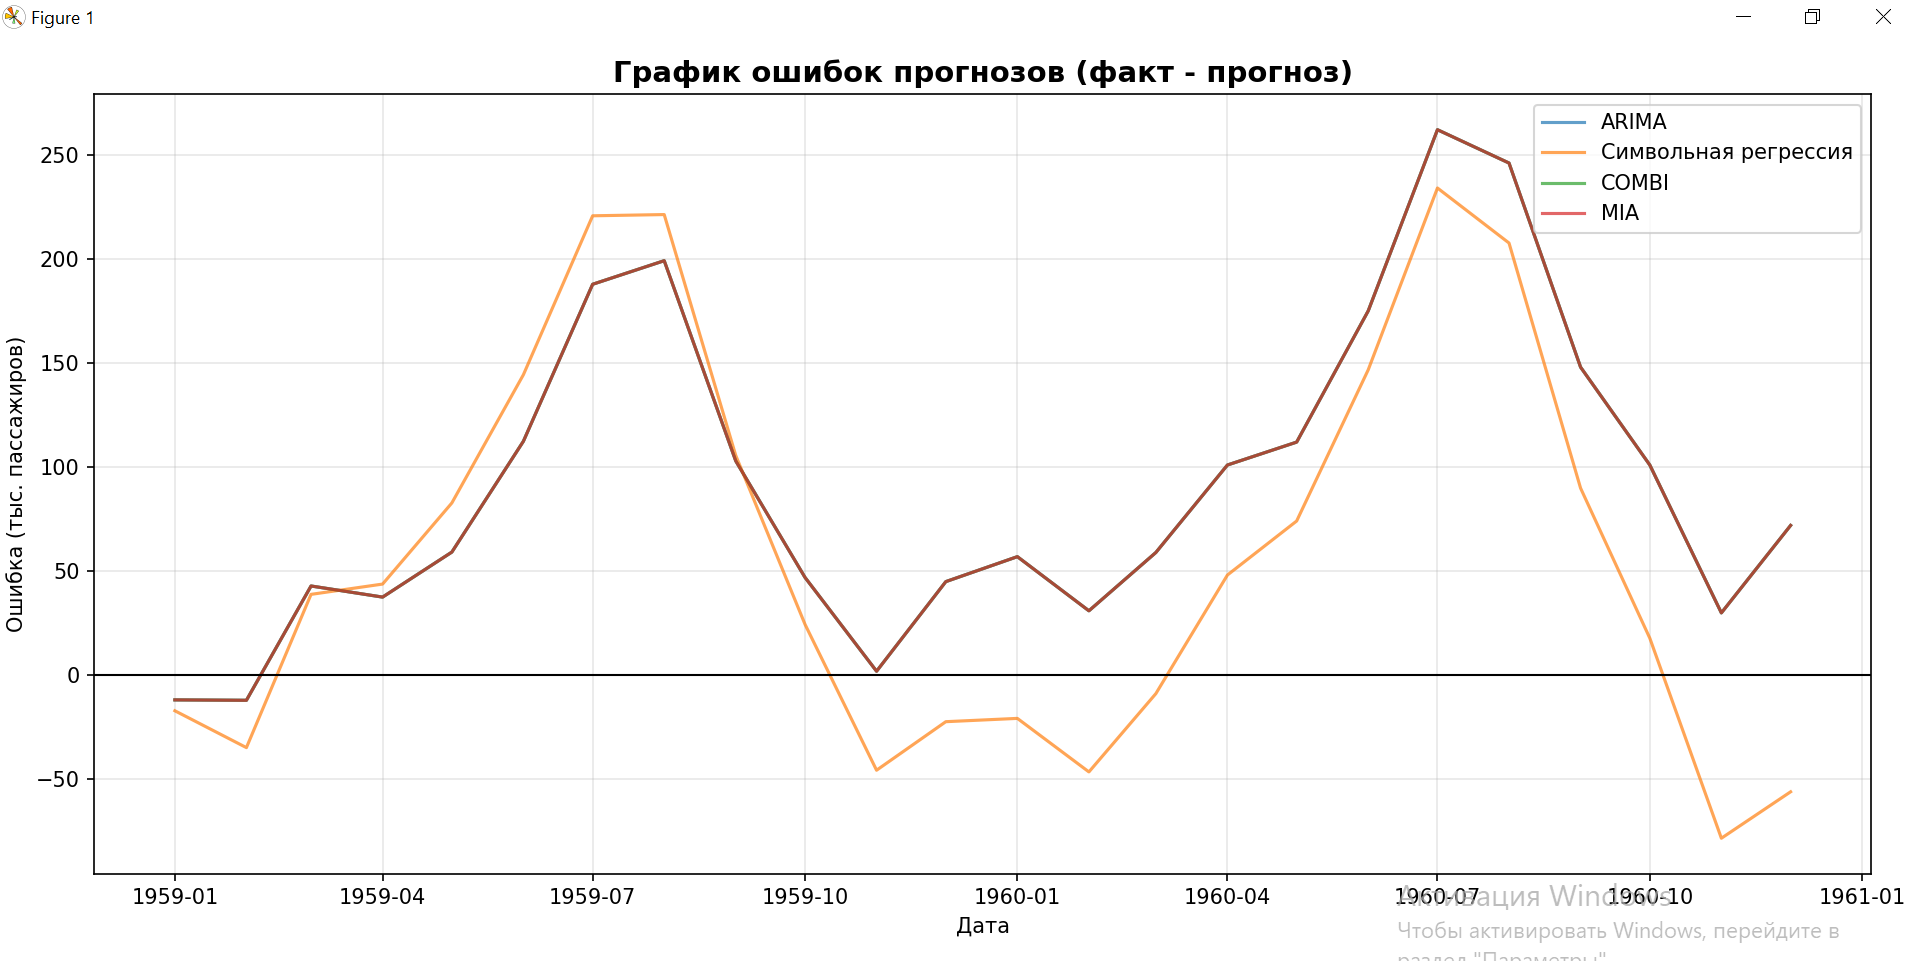 Figure 1
График ошибок прогнозов (факт - прогноз)
ARIMA
Символьная регрессия
COMBI
MIA
Ошибка (тыс. пассажиров)
250
200
150
100
50
0
−50
1959-01 1959-04 1959-07 1959-10 1960-01 1960-04 1960-07 1960-10 1961-01
Дата
Активация Windows
Чтобы активировать Windows, перейдите в
раздел "Параметры".